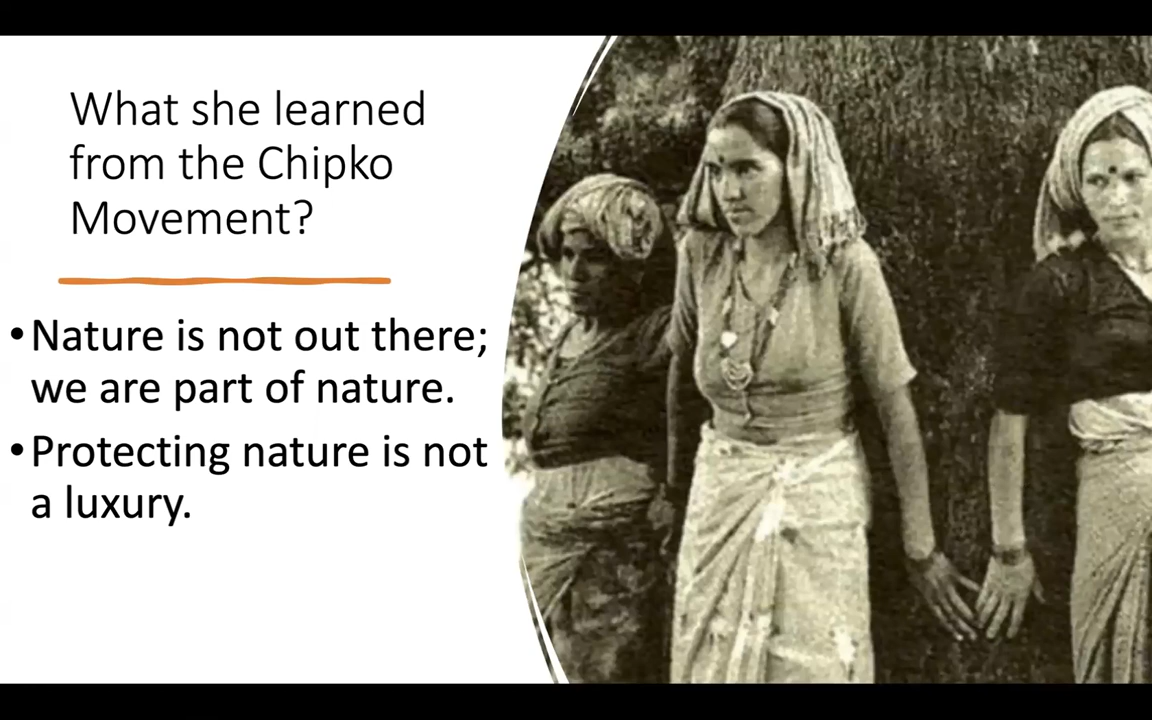 What she learned
from the Chipko
Movement?
•Nature is not out there;
we are part of nature.
•Protecting nature is not
a luxury.